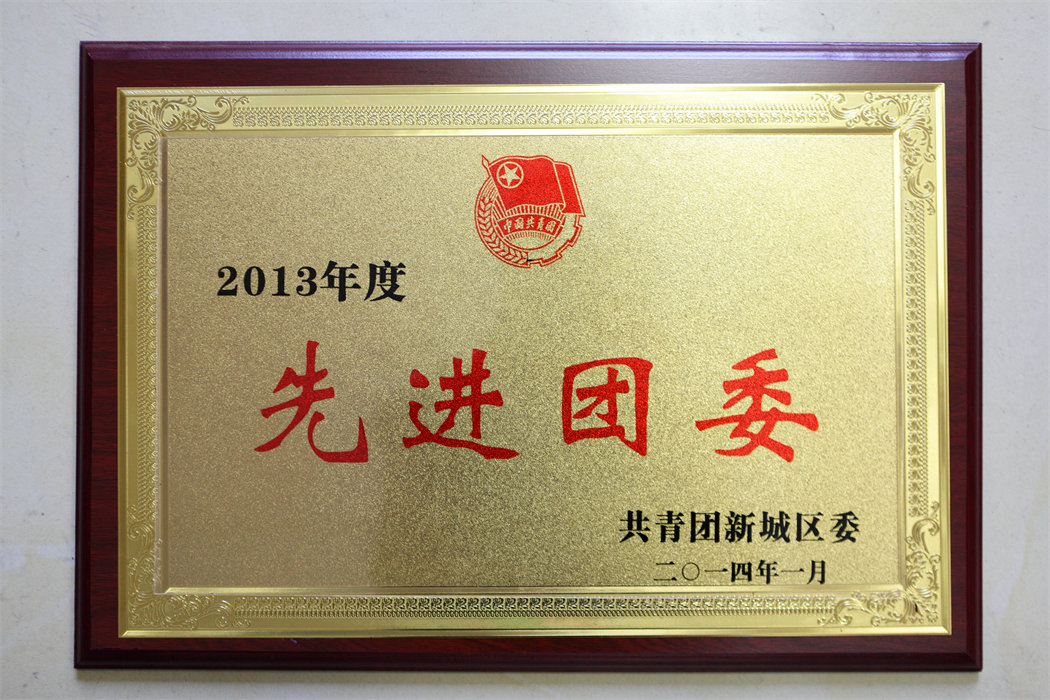 中国共青团
2013年度
先进团委
共青团新城区委
二〇一四年一月